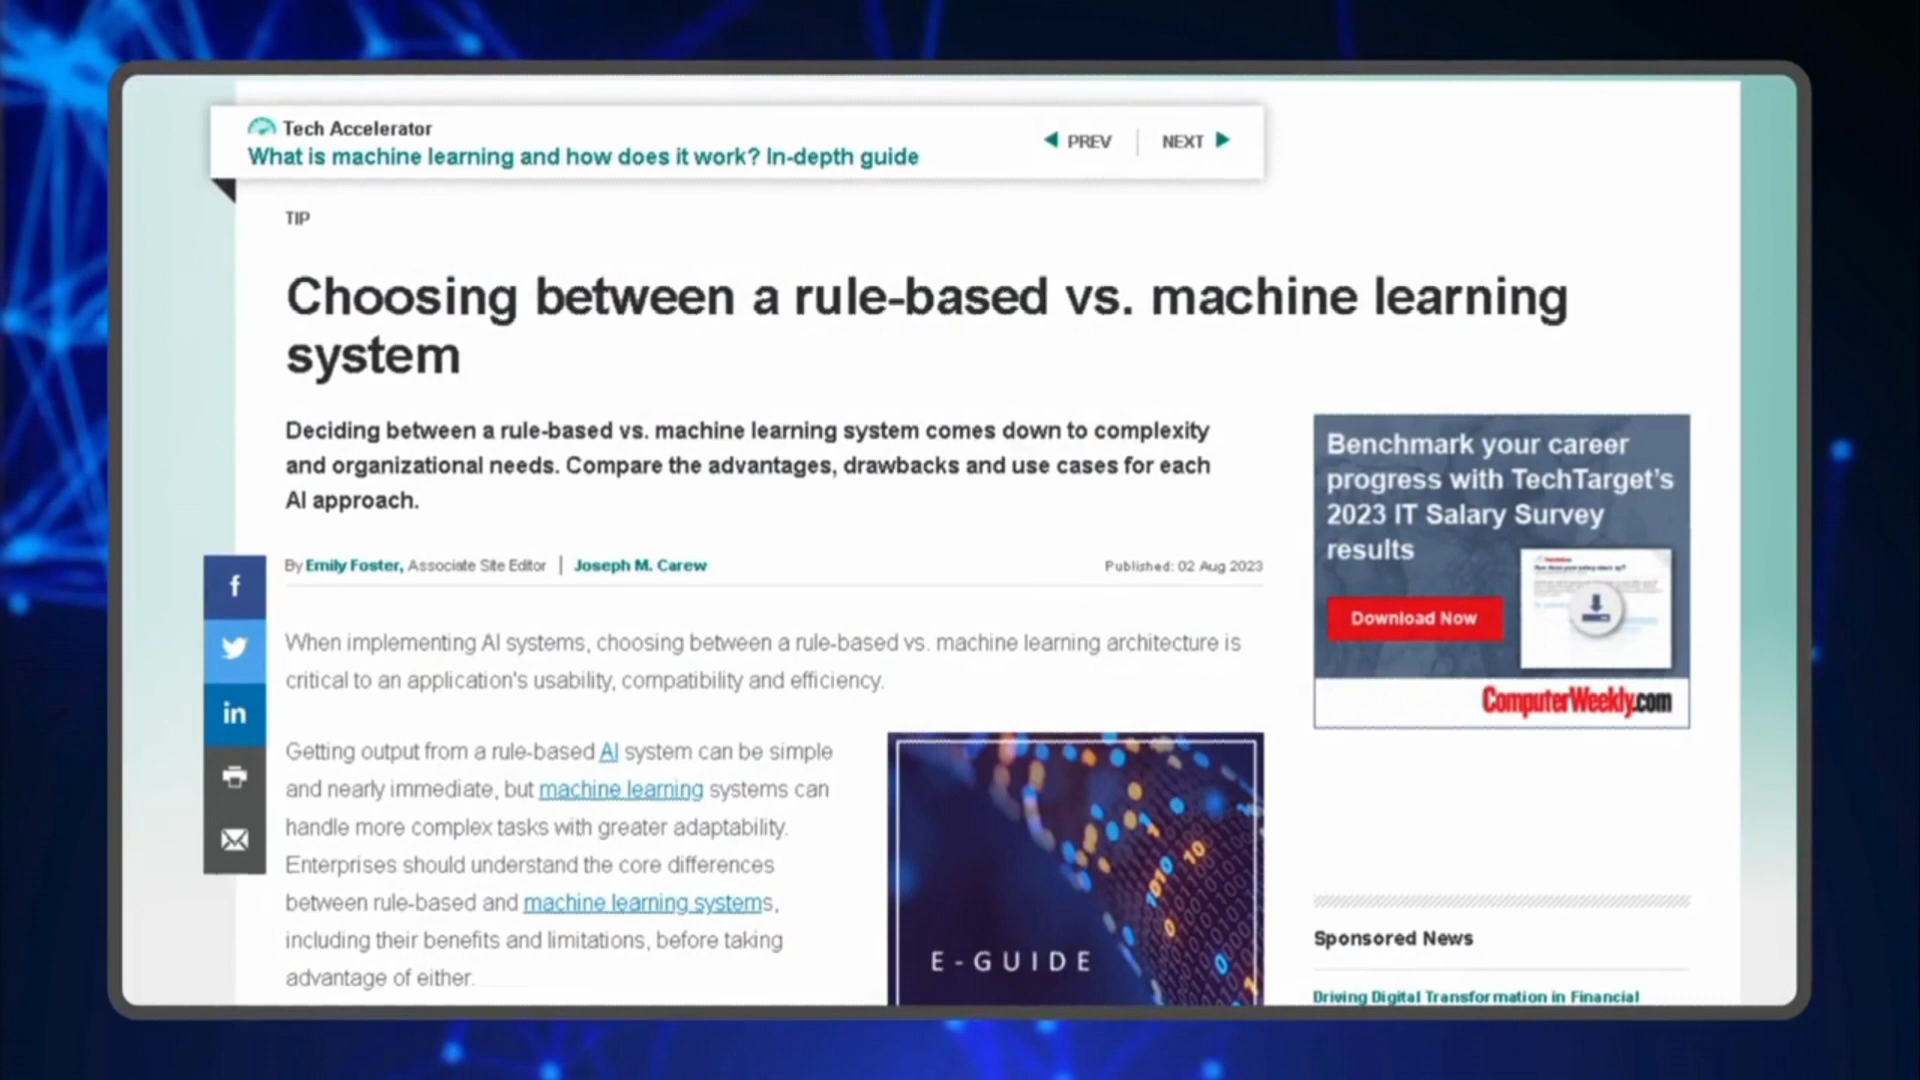 Tech Accelerator
What is machine learning and how does it work? In-depth guide
PREV
NEXT
TIP
Choosing between a rule-based vs. machine learning
system
Deciding between a rule-based vs. machine learning system comes down to complexity
and organizational needs. Compare the advantages, drawbacks and use cases for each
AI approach.
By Emily Foster, Associate Site Editor | Joseph M. Carew
Published: 02 Aug 2023
When implementing AI systems, choosing between a rule-based vs. machine learning architecture is
critical to an application's usability, compatibility and efficiency.
Getting output from a rule-based AI system can be simple
and nearly immediate, but machine learning systems can
handle more complex tasks with greater adaptability.
Enterprises should understand the core differences
between rule-based and machine learning systems,
including their benefits and limitations, before taking
advantage of either.
E-GUIDE
Benchmark your career
progress with TechTarget's
2023 IT Salary Survey
results
Download Now
ComputerWeekly.com
Sponsored News
Driving Digital Transformation in Financial